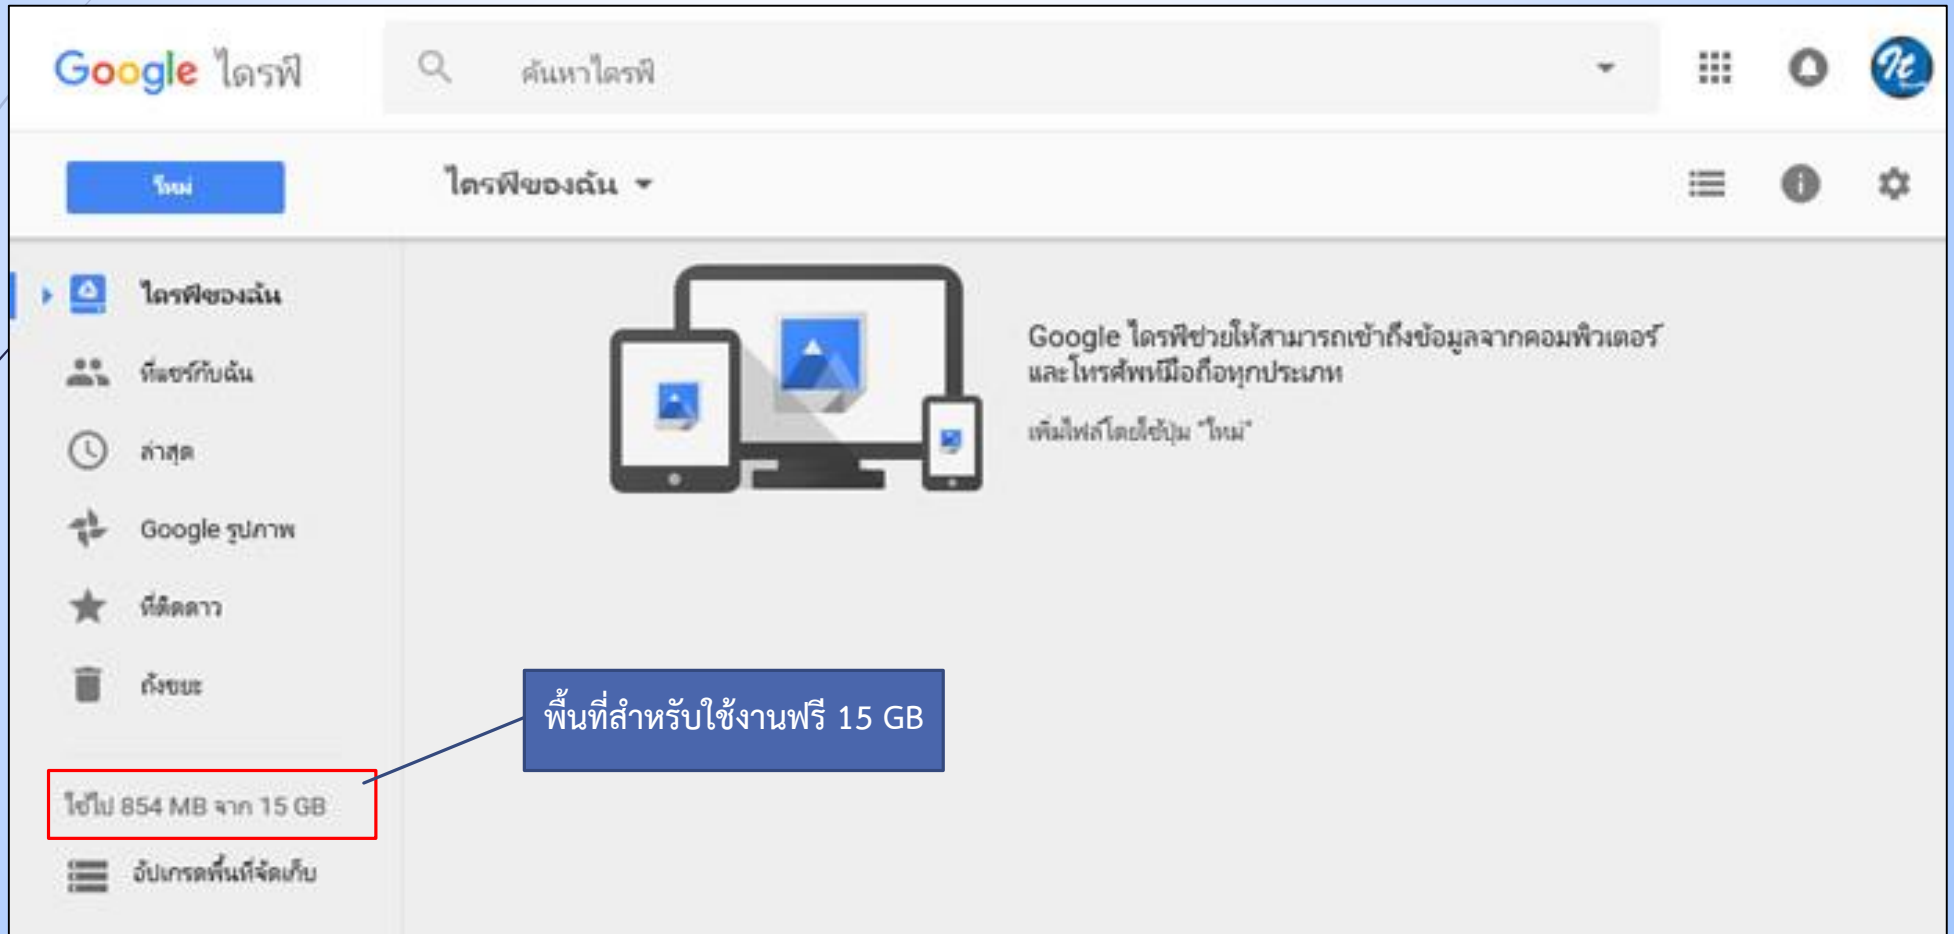 Google ไดรฟ์
ค้นหาไดรฟ์
ใหม่
ไดรฟ์ของฉัน
ไดรฟ์ของฉัน
ที่แชร์กับฉัน
ล่าสุด
Google รูปภาพ
ที่ติดดาว
ถังขยะ
ใช้ไป 854 MB จาก 15 GB
อัปเกรดพื้นที่จัดเก็บ
Google ไดรฟ์ช่วยให้สามารถเข้าถึงข้อมูลจากคอมพิวเตอร์
และโทรศัพท์มือถือทุกประเภท
เพิ่มไฟล์โดยใช้ปุ่ม "ใหม่"
พื้นที่สำหรับใช้งานฟรี 15 GB